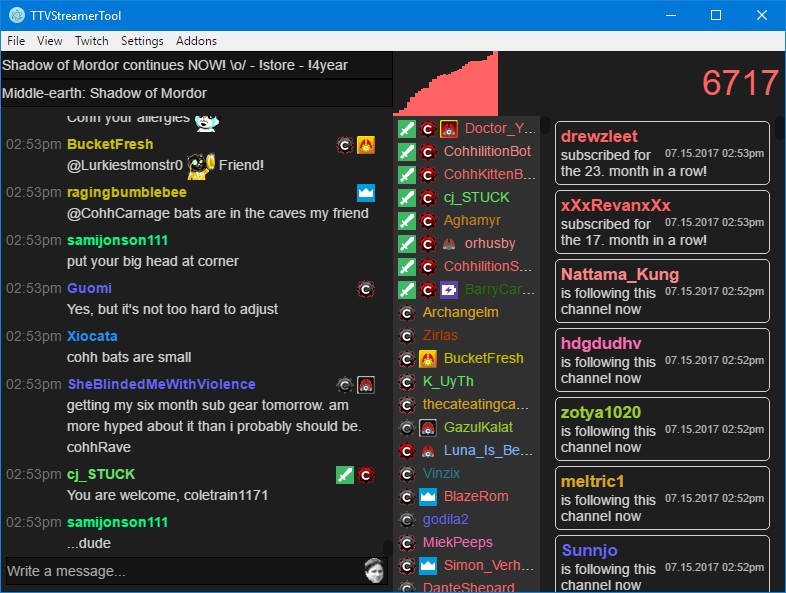 TTVStreamerTool
File View Twitch Settings Addons
Shadow of Mordor continues NOW! \o/ - !store - !4year
Middle-earth: Shadow of Mordor
6717
Cohh your allergies
02:53pm BucketFresh
@Lurkiestmonstr0 Friend!
02:53pm ragingbumblebee
@CohhCarnage bats are in the caves my friend
02:53pm samijonson111
put your big head at corner
02:53pm Guomi
Yes, but it's not too hard to adjust
02:53pm Xiocata
cohh bats are small
02:53pm SheBlindedMeWithViolence
getting my six month sub gear tomorrow. am
more hyped about it than i probably should be.
cohhRave
02:53pm cj_STUCK
You are welcome, coletrain1171
02:53pm samijonson111
...dude
Write a message...
Doctor_Y...
CohhilitionBot
CohhKittenB...
cj_STUCK
Aghamyr
orhusby
CohhilitionS...
BarryCar...
Archangelm
Zirlas
BucketFresh
K_UyTh
thecateatingca...
GazulKalat
Luna_Is_Be...
Vinzix
BlazeRom
godila2
MiekPeeps
Simon_Verh...
DanteShepard
drewzleet
subscribed for 07.15.2017 02:53pm
the 23. month in a row!
xXxRevanxXx
subscribed for 07.15.2017 02:53pm
the 17. month in a row!
Nattama_Kung
is following this 07.15.2017 02:52pm
channel now
hdgdudhv
is following this 07.15.2017 02:52pm
channel now
zotya1020
is following this 07.15.2017 02:52pm
channel now
meltric1
is following this 07.15.2017 02:52pm
channel now
Sunnjo
is following this 07.15.2017 02:52pm
channel now